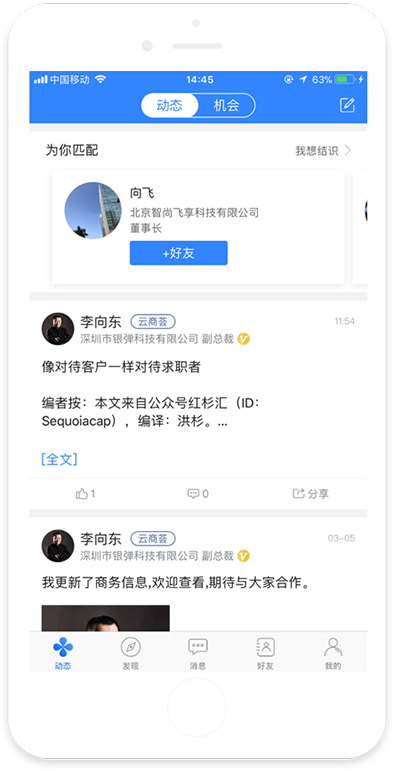 中国移动
14:45
63%
动态
机会
为你匹配
我想结识
向飞
北京智尚飞享科技有限公司
董事长
+好友
李向东
云商荟
11:54
深圳市银弹科技有限公司 副总裁
像对待客户一样对待求职者
编者按：本文来自公众号红杉汇（ID：
Sequoiacap），编译：洪杉。...
[全文]
1
0
分享
李向东
云商荟
03-05
深圳市银弹科技有限公司 副总裁
我更新了商务信息,欢迎查看,期待与大家合作。
动态
发现
消息
好友
我的